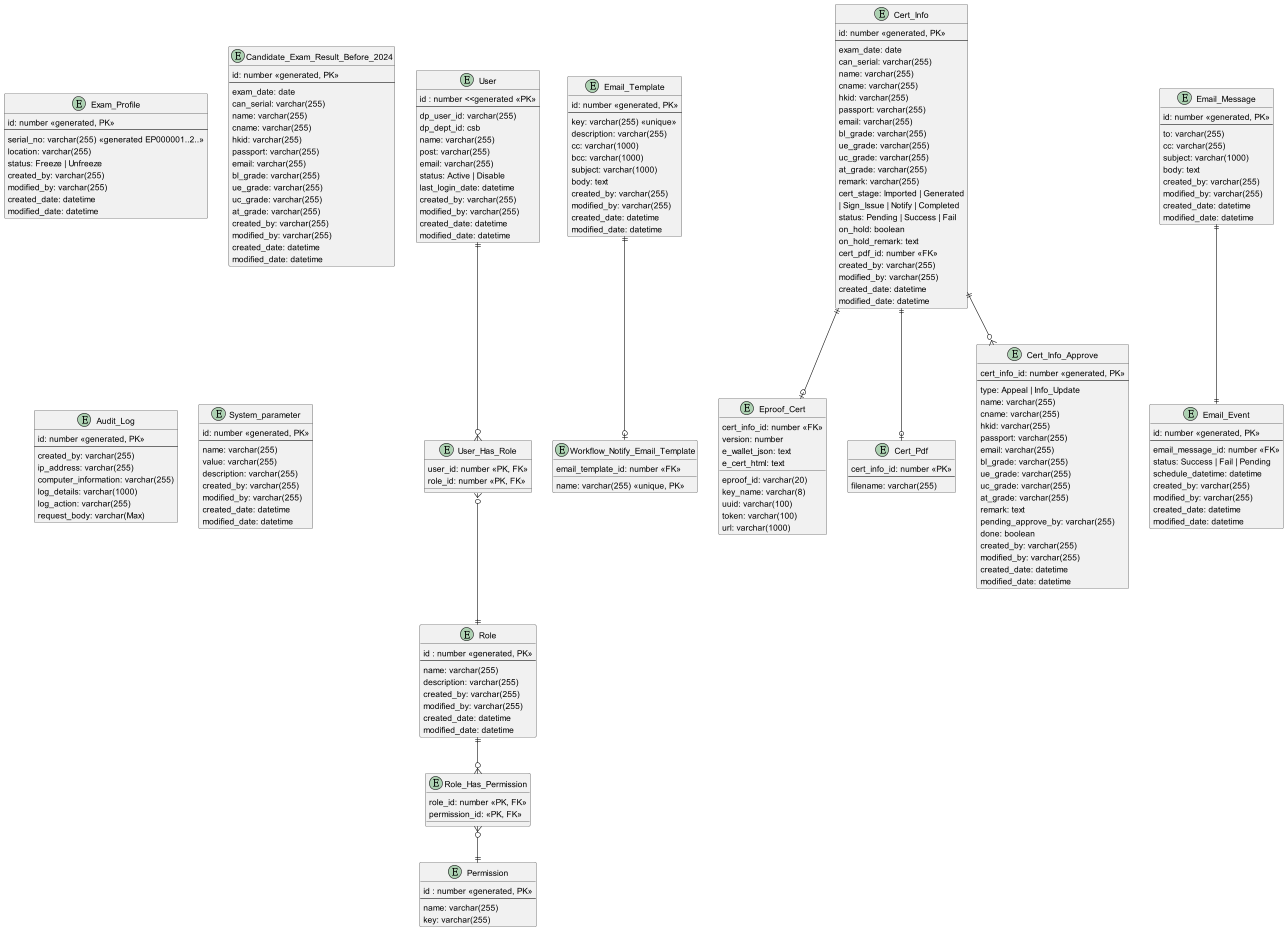 Exam_Profile
id: number «generated, PK»
serial_no: varchar(255) «generated EP000001..2..»
location: varchar(255)
status: Freeze | Unfreeze
created_by: varchar(255)
modified_by: varchar(255)
created_date: datetime
modified_date: datetime
Candidate_Exam_Result_Before_2024
id: number «generated, PK»
exam_date: date
can_serial: varchar(255)
name: varchar(255)
cname: varchar(255)
hkid: varchar(255)
passport: varchar(255)
email: varchar(255)
bl_grade: varchar(255)
ue_grade: varchar(255)
uc_grade: varchar(255)
at_grade: varchar(255)
created_by: varchar(255)
modified_by: varchar(255)
created_date: datetime
modified_date: datetime
User
id : number <<generated «PK»
dp_user_id: varchar(255)
dp_dept_id: csb
name: varchar(255)
post: varchar(255)
email: varchar(255)
status: Active | Disable
last_login_date: datetime
created_by: varchar(255)
modified_by: varchar(255)
created_date: datetime
modified_date: datetime
Email_Template
id: number «generated, PK»
key: varchar(255) «unique»
description: varchar(255)
cc: varchar(1000)
bcc: varchar(1000)
subject: varchar(1000)
body: text
created_by: varchar(255)
modified_by: varchar(255)
created_date: datetime
modified_date: datetime
Cert_Info
id: number «generated, PK»
exam_date: date
can_serial: varchar(255)
name: varchar(255)
cname: varchar(255)
hkid: varchar(255)
passport: varchar(255)
email: varchar(255)
bl_grade: varchar(255)
ue_grade: varchar(255)
uc_grade: varchar(255)
at_grade: varchar(255)
remark: varchar(255)
cert_stage: Imported | Generated
| Sign_Issue | Notify | Completed
status: Pending | Success | Fail
on_hold: boolean
on_hold_remark: text
cert_pdf_id: number «FK»
created_by: varchar(255)
modified_by: varchar(255)
created_date: datetime
modified_date: datetime
Email_Message
id: number «generated, PK»
to: varchar(255)
cc: varchar(255)
subject: varchar(1000)
body: text
created_by: varchar(255)
modified_by: varchar(255)
created_date: datetime
modified_date: datetime
Audit_Log
id: number «generated, PK»
created_by: varchar(255)
ip_address: varchar(255)
computer_information: varchar(255)
log_details: varchar(1000)
log_action: varchar(255)
request_body: varchar(Max)
System_parameter
id: number «generated, PK»
name: varchar(255)
value: varchar(255)
description: varchar(255)
created_by: varchar(255)
modified_by: varchar(255)
created_date: datetime
modified_date: datetime
User_Has_Role
user_id: number «PK, FK»
role_id: number «PK, FK»
Workflow_Notify_Email_Template
email_template_id: number «FK»
name: varchar(255) «unique, PK»
Eproof_Cert
cert_info_id: number «FK»
version: number
e_wallet_json: text
e_cert_html: text
eproof_id: varchar(20)
key_name: varchar(8)
uuid: varchar(100)
token: varchar(100)
url: varchar(1000)
Cert_Pdf
cert_info_id: number «PK»
filename: varchar(255)
Cert_Info_Approve
cert_info_id: number «generated, PK»
type: Appeal | Info_Update
name: varchar(255)
cname: varchar(255)
hkid: varchar(255)
passport: varchar(255)
email: varchar(255)
bl_grade: varchar(255)
ue_grade: varchar(255)
uc_grade: varchar(255)
at_grade: varchar(255)
remark: text
pending_approve_by: varchar(255)
done: boolean
created_by: varchar(255)
modified_by: varchar(255)
created_date: datetime
modified_date: datetime
Email_Event
id: number «generated, PK»
email_message_id: number «FK»
status: Success | Fail | Pending
schedule_datetime: datetime
created_by: varchar(255)
modified_by: varchar(255)
created_date: datetime
modified_date: datetime
Role
id : number «generated, PK»
name: varchar(255)
description: varchar(255)
created_by: varchar(255)
modified_by: varchar(255)
created_date: datetime
modified_date: datetime
Role_Has_Permission
role_id: number «PK, FK»
permission_id: «PK, FK»
Permission
id : number «generated, PK»
name: varchar(255)
key: varchar(255)